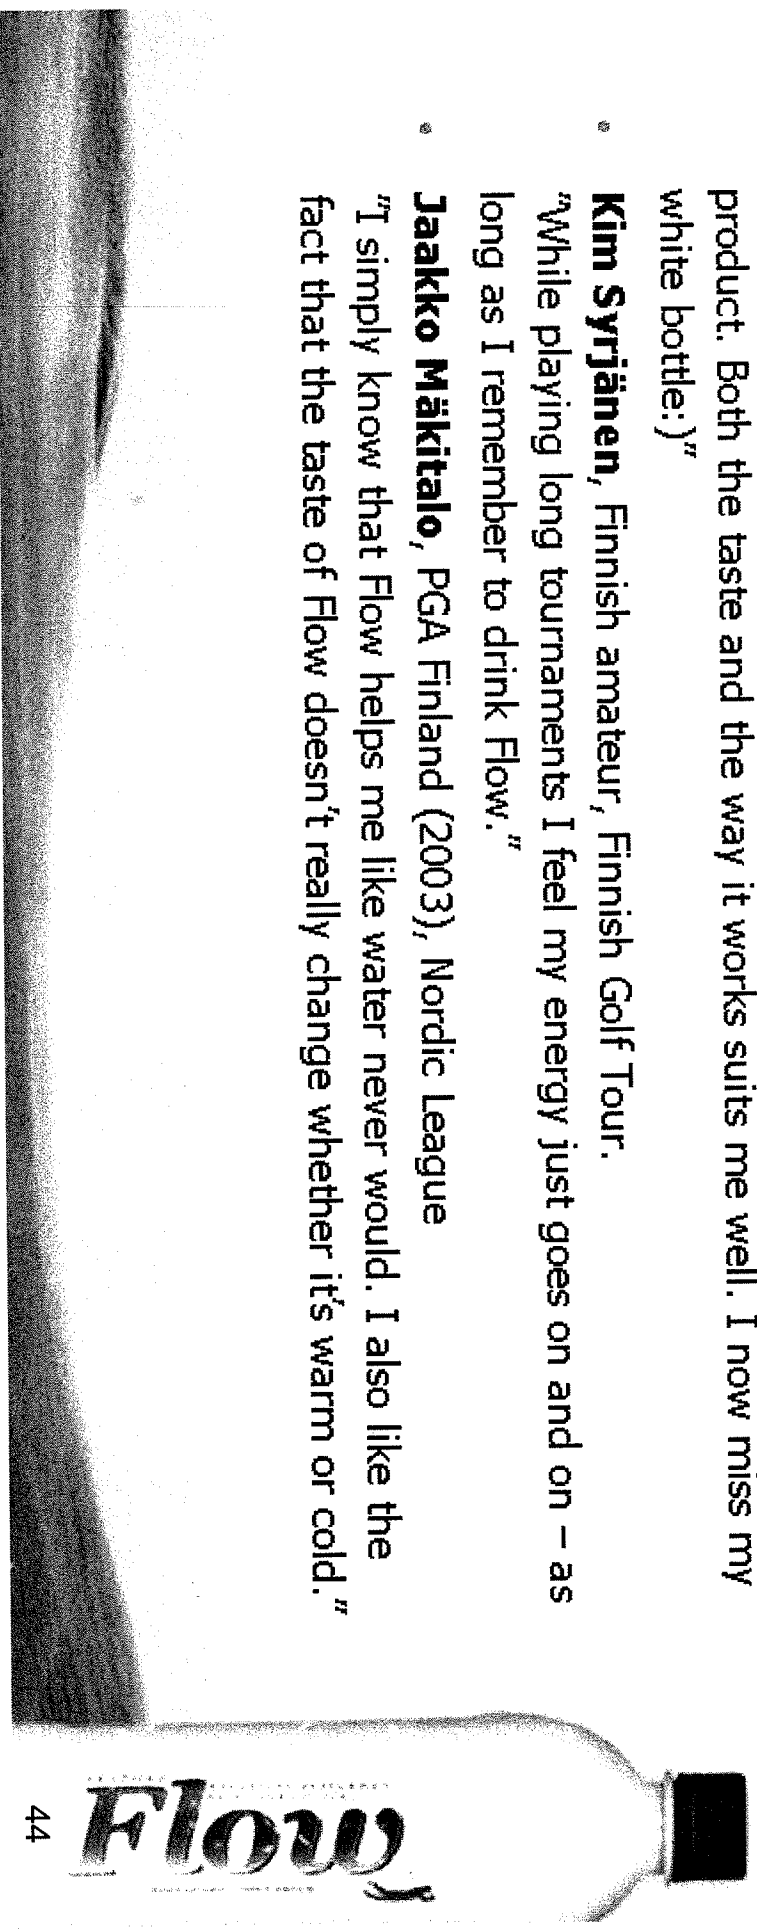 product. Both the taste and the way it works suits me well. I now miss my
white bottle:)"
• Kim Syrjänen, Finnish amateur, Finnish Golf Tour.
"While playing long tournaments I feel my energy just goes on and on – as
long as I remember to drink Flow."
• Jaakko Mäkitalo, PGA Finland (2003), Nordic League
"I simply know that Flow helps me like water never would. I also like the
fact that the taste of Flow doesn't really change whether it's warm or cold."
Flow
44